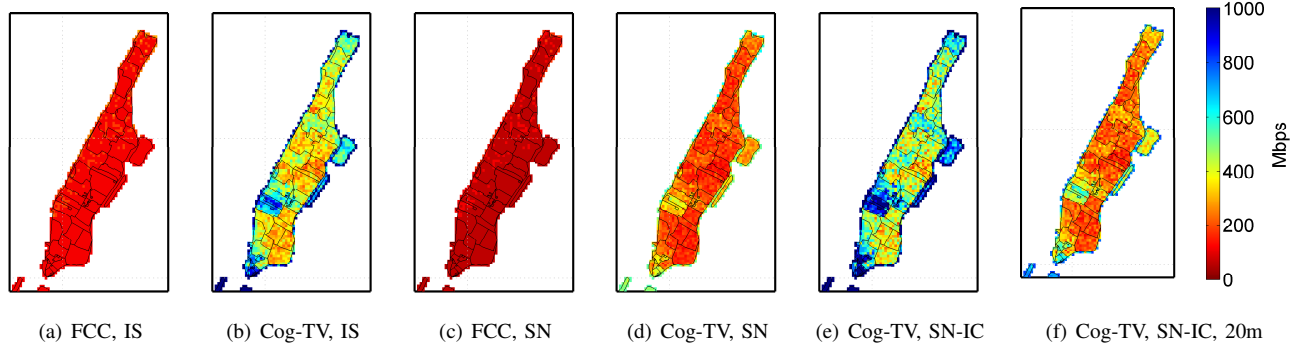 1000
800
600
400
200
0
Mbps
(a) FCC, IS
(b) Cog-TV, IS
(c) FCC, SN
(d) Cog-TV, SN
(e) Cog-TV, SN-IC
(f) Cog-TV, SN-IC, 20m